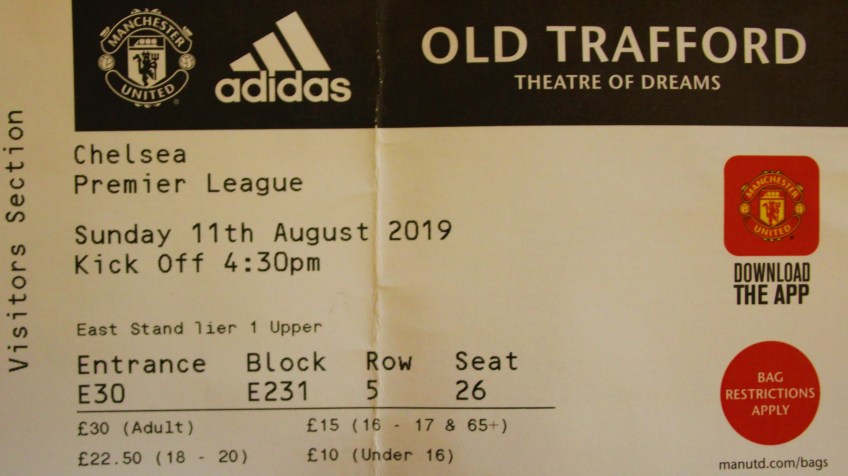 MANCHESTER
UNITED
adidas
OLD TRAFFORD
THEATRE OF DREAMS
Visitors Section
Chelsea
Premier League
Sunday 11th August 2019
Kick Off 4:30pm
MANCHESTER
UNITED
DOWNLOAD
THE APP
East Stand Tier 1 Upper
Entrance Block Row Seat
E30 E231 5 26
£30 (Adult) £15 (16 - 17 & 65+)
£22.50 (18 - 20) £10 (Under 16)
BAG
RESTRICTIONS
APPLY
manutd.com/bags